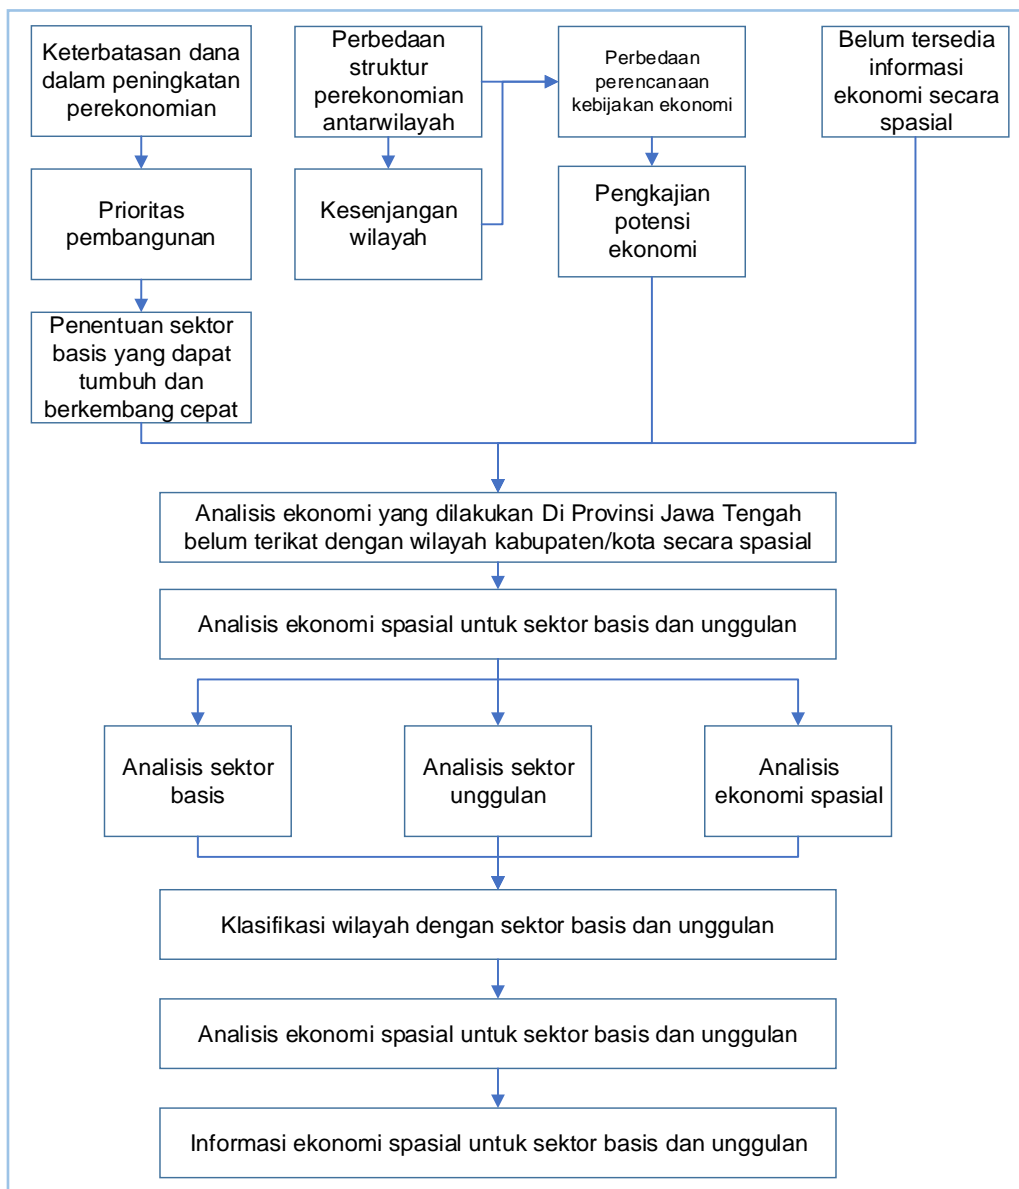 Keterbatasan dana
dalam peningkatan
perekonomian
Perbedaan
struktur
perekonomian
antarwilayah
Perbedaan
perencanaan
kebijakan ekonomi
Belum tersedia
informasi
ekonomi secara
spasial
Prioritas
pembangunan
Kesenjangan
wilayah
Pengkajian
potensi
ekonomi
Penentuan sektor
basis yang dapat
tumbuh dan
berkembang cepat
Analisis ekonomi yang dilakukan Di Provinsi Jawa Tengah
belum terikat dengan wilayah kabupaten/kota secara spasial
Analisis ekonomi spasial untuk sektor basis dan unggulan
Analisis sektor
basis
Analisis sektor
unggulan
Analisis
ekonomi spasial
Klasifikasi wilayah dengan sektor basis dan unggulan
Analisis ekonomi spasial untuk sektor basis dan unggulan
Informasi ekonomi spasial untuk sektor basis dan unggulan